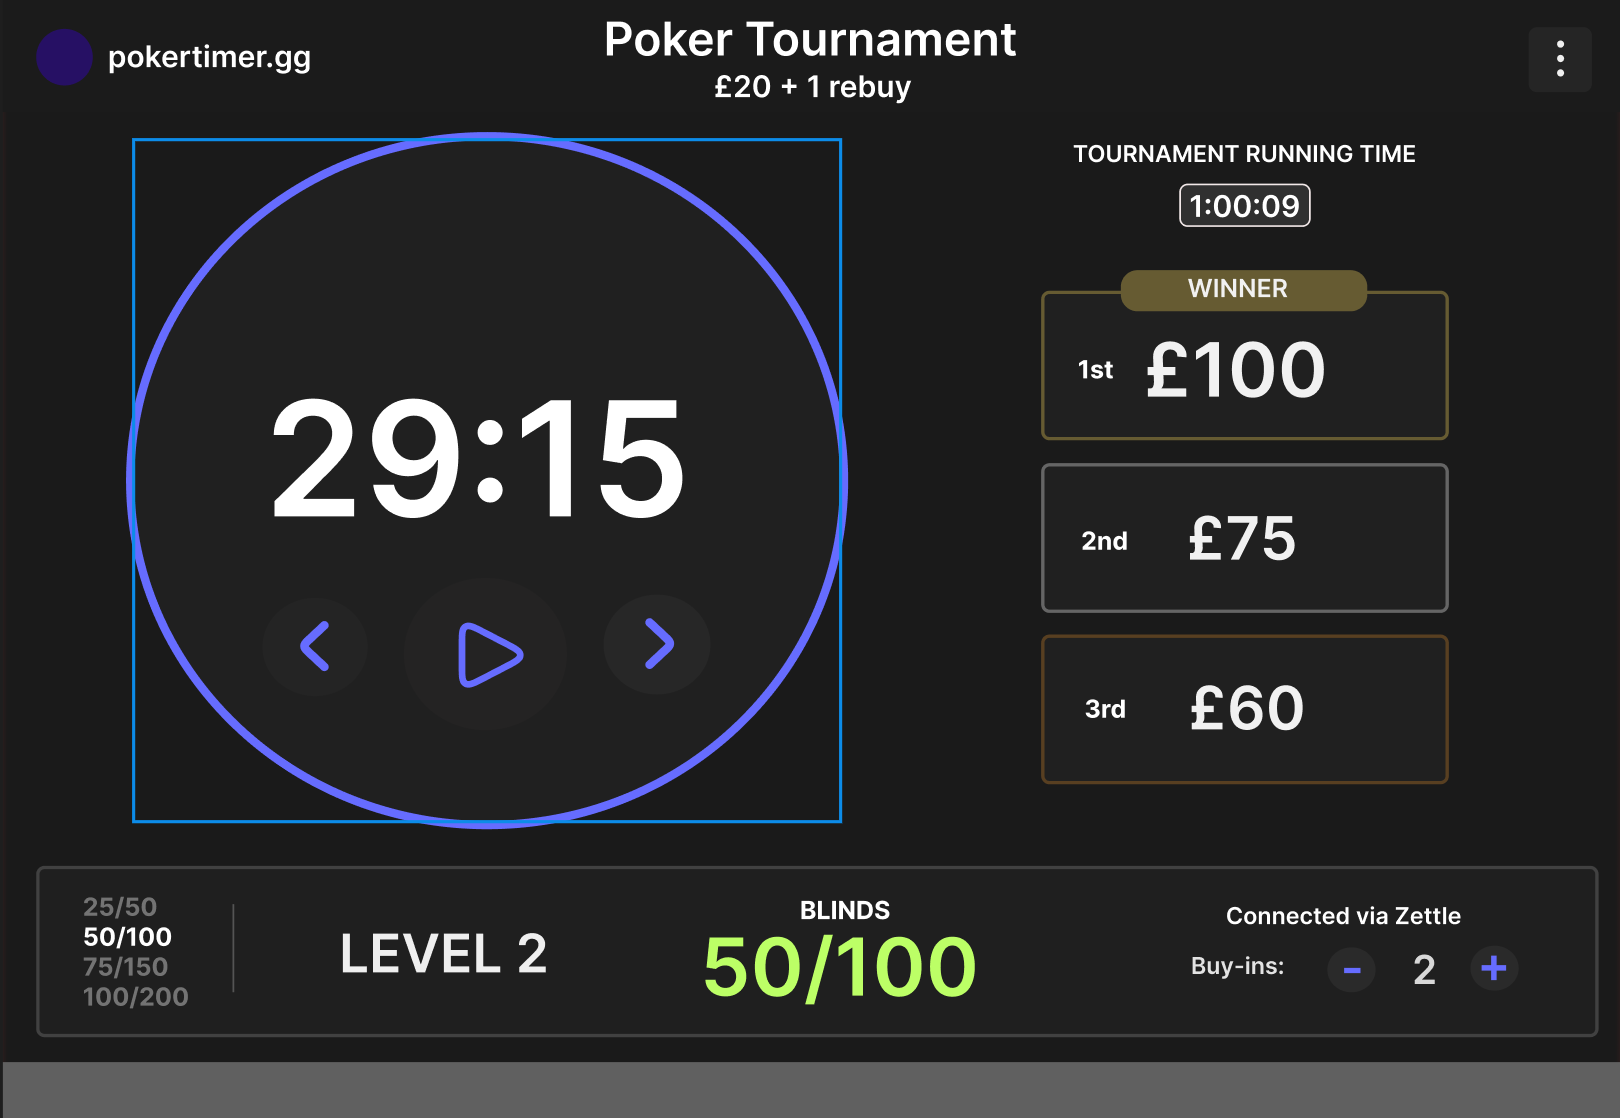 pokertimer.gg
Poker Tournament
£20 + 1 rebuy
29:15
TOURNAMENT RUNNING TIME
1:00:09
WINNER
1st £100
2nd £75
3rd £60
25/50
50/100
75/150
100/200
LEVEL 2
BLINDS
50/100
Connected via Zettle
Buy-ins: - 2 +